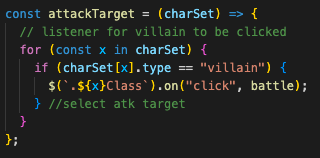 const attackTarget = (charSet) => {
  // listener for villain to be clicked
  for (const x in charSet) {
    if (charSet[x].type == "villain") {
      $(`.${x}Class`).on("click", battle);
    } //select atk target
  }
};